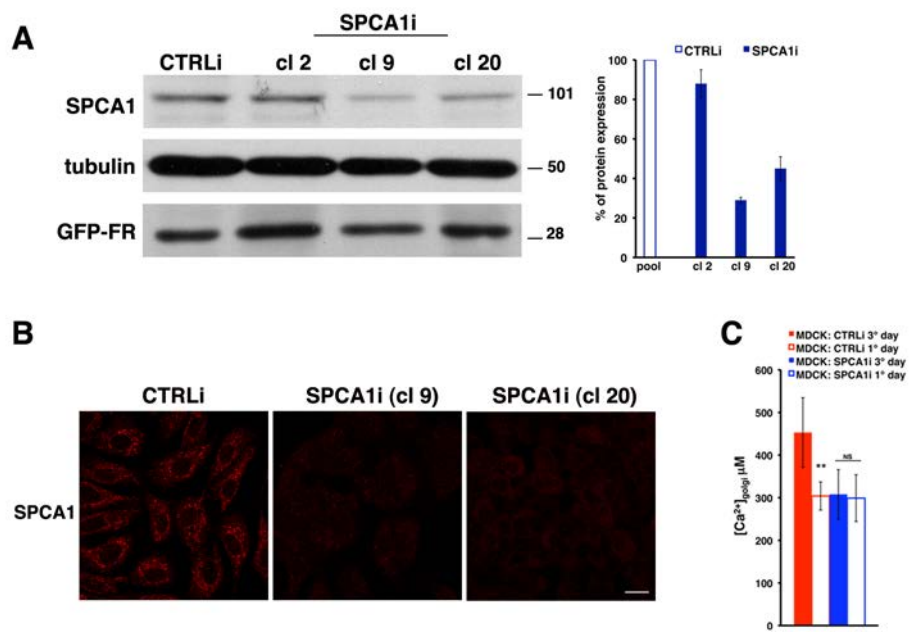 A
SPCA1i
CTRLi cl 2 cl 9 cl 20
SPCA1 101
tubulin 50
GFP-FR 28
CTRLi SPCA1i
% of protein expression
100
80
60
40
20
0
pool cl 2 cl 9 cl 20
B
CTRLi SPCA1i (cl 9) SPCA1i (cl 20)
SPCA1
C
MDCK: CTRLi 3° day
MDCK: CTRLi 1° day
MDCK: SPCA1i 3° day
MDCK: SPCA1i 1° day
[Ca²⁺]golgi μM
600
500
400
300
200
100
0
** NS